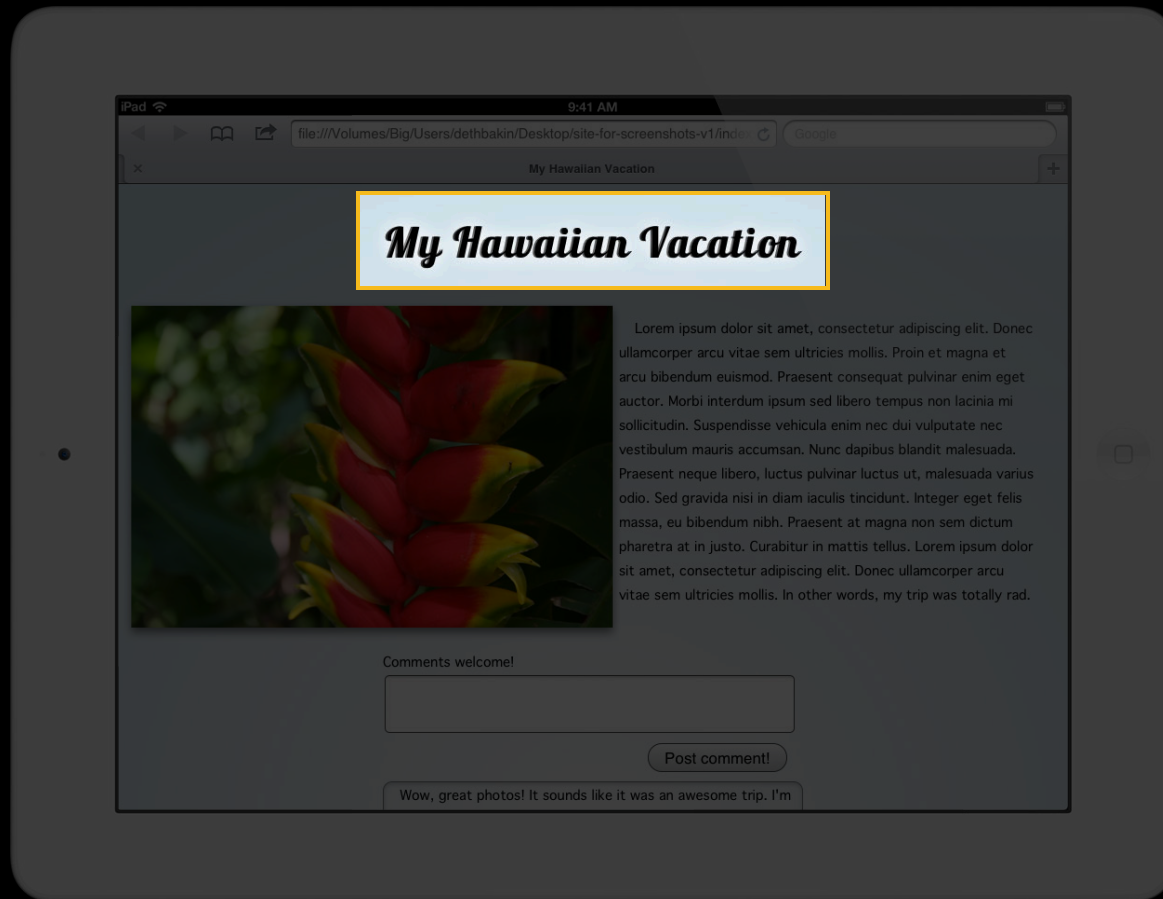 iPad
9:41 AM
file:///Volumes/Big/Users/dethbakin/Desktop/site-for-screenshots-v1/index
Google
My Hawaiian Vacation
My Hawaiian Vacation
Lorem ipsum dolor sit amet, consectetur adipiscing elit. Donec
ullamcorper arcu vitae sem ultricies mollis. Proin et magna et
arcu bibendum euismod. Praesent consequat pulvinar enim eget
auctor. Morbi interdum ipsum sed libero tempus non lacinia mi
sollicitudin. Suspendisse vehicula enim nec dui vulputate nec
vestibulum mauris accumsan. Nunc dapibus blandit malesuada.
Praesent neque libero, luctus pulvinar luctus ut, malesuada varius
odio. Sed gravida nisi in diam iaculis tincidunt. Integer eget felis
massa, eu bibendum nibh. Praesent at magna non sem dictum
pharetra at in justo. Curabitur in mattis tellus. Lorem ipsum dolor
sit amet, consectetur adipiscing elit. Donec ullamcorper arcu
vitae sem ultricies mollis. In other words, my trip was totally rad.
Comments welcome!
Post comment!
Wow, great photos! It sounds like it was an awesome trip. I'm